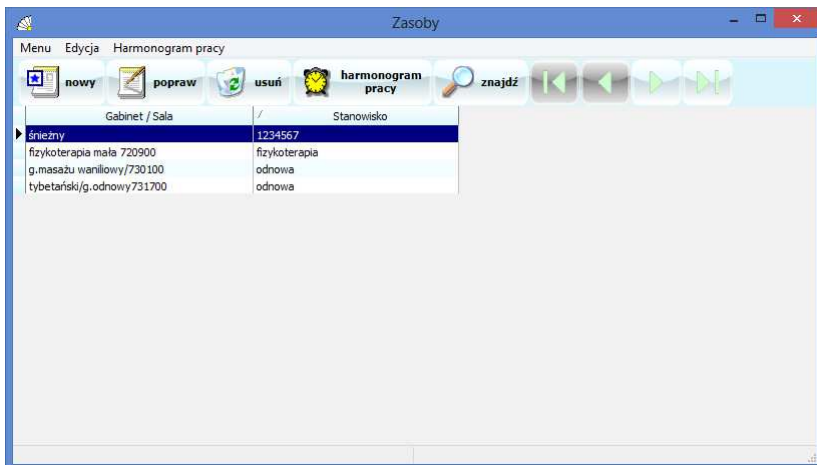 Zasoby
Menu Edycja Harmonogram pracy
nowy popraw usuń harmonogram pracy znajdź
Gabinet / Sala Stanowisko
śnieżny 1234567
fizykoterapia mała 720900 fizykoterapia
g.masażu waniliowy/730100 odnowa
tybetański/g.odnowy731700 odnowa